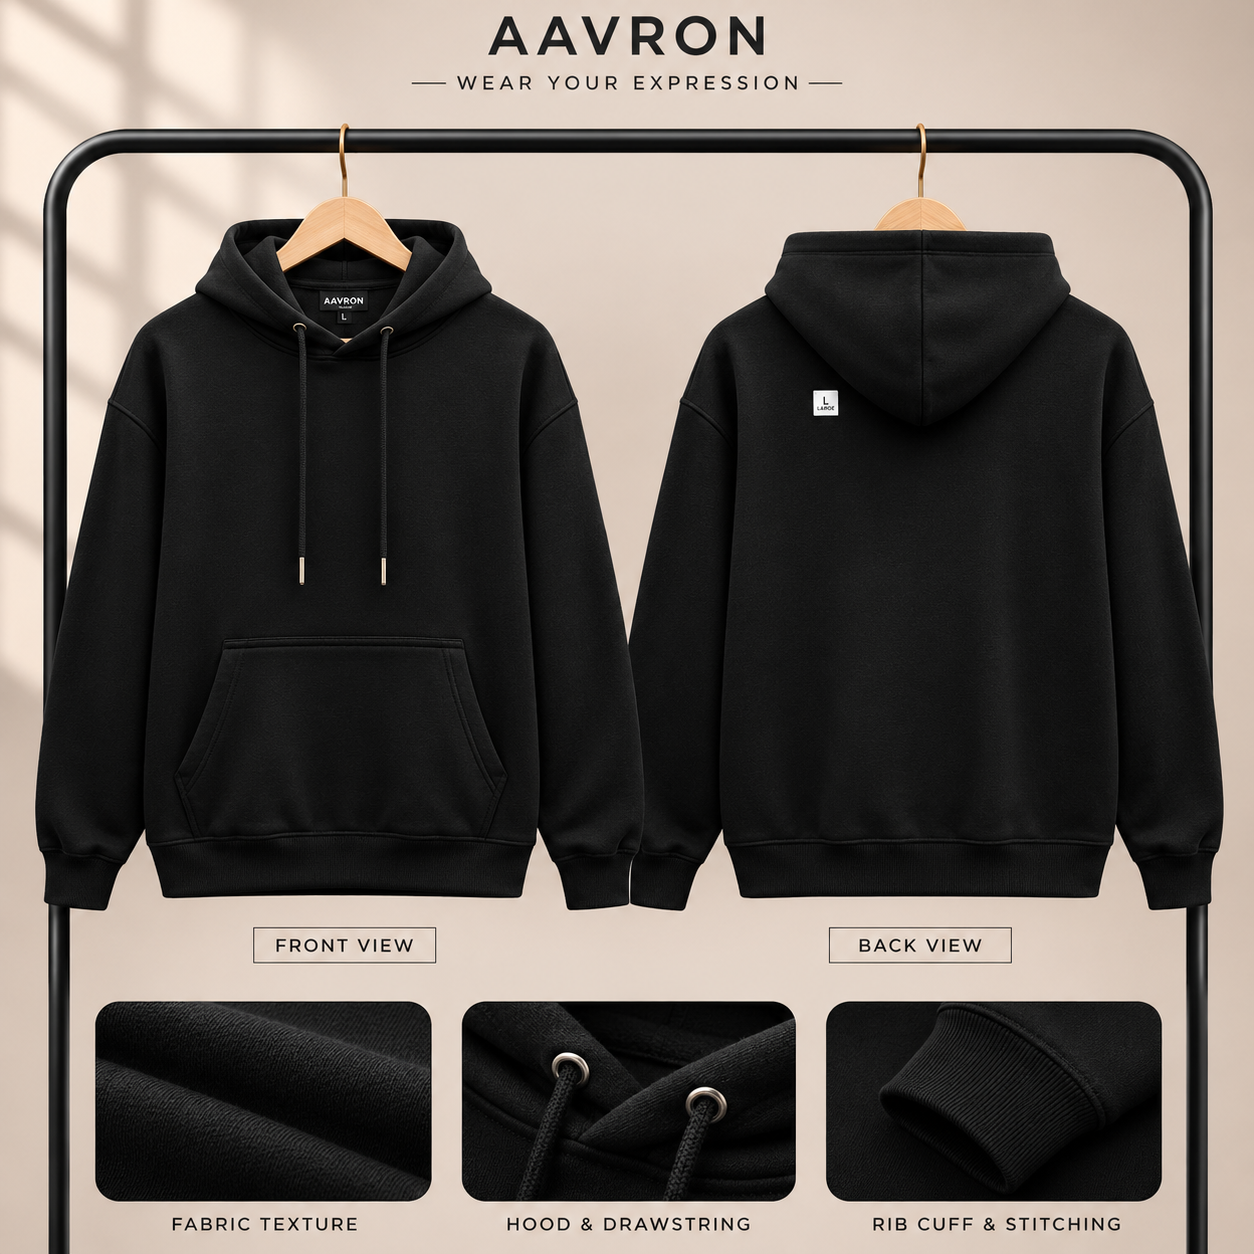 AAVRON
WEAR YOUR EXPRESSION
AAVRON
L
L
LARGE
FRONT VIEW
BACK VIEW
FABRIC TEXTURE
HOOD & DRAWSTRING
RIB CUFF & STITCHING